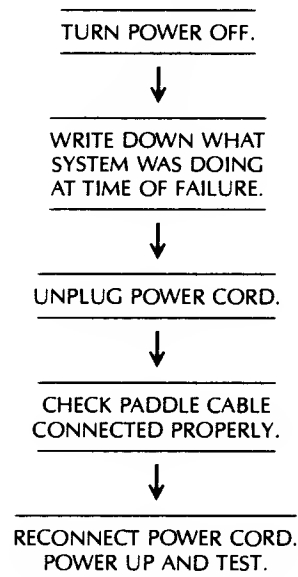 TURN POWER OFF.
WRITE DOWN WHAT
SYSTEM WAS DOING
AT TIME OF FAILURE.
UNPLUG POWER CORD.
CHECK PADDLE CABLE
CONNECTED PROPERLY.
RECONNECT POWER CORD.
POWER UP AND TEST.